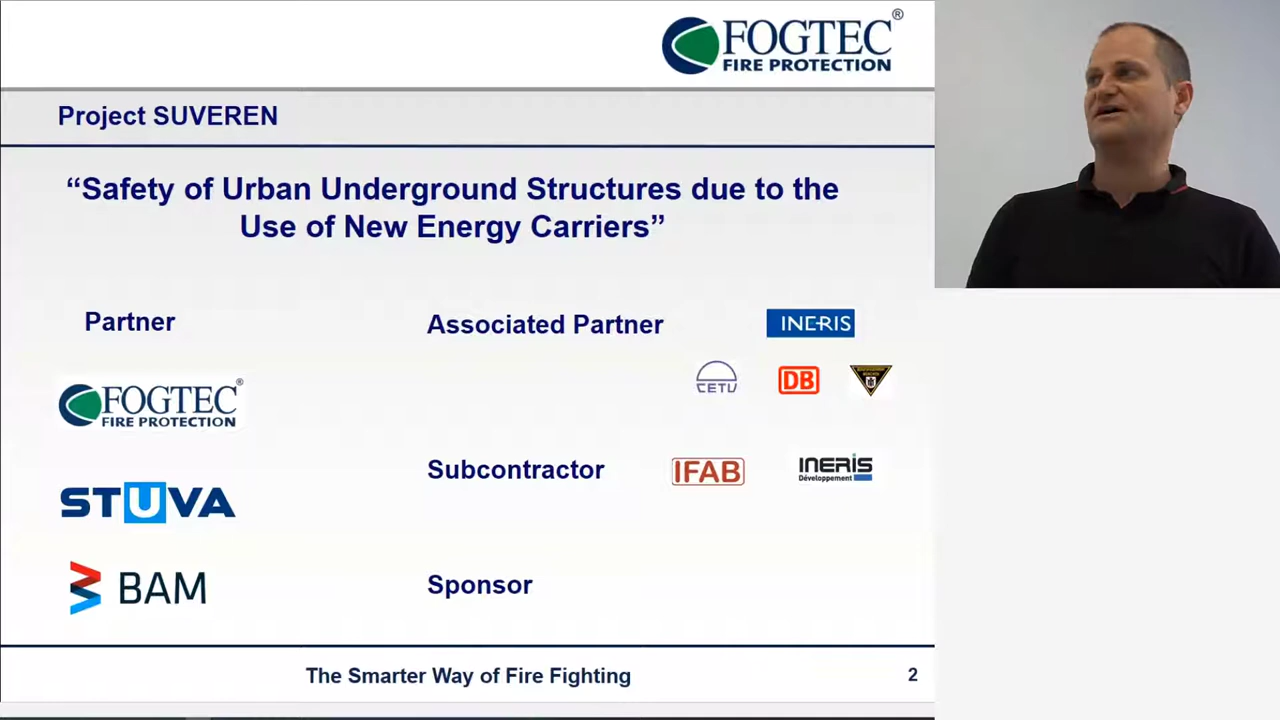 FOGTEC®
FIRE PROTECTION
Project SUVEREN
“Safety of Urban Underground Structures due to the
Use of New Energy Carriers”
Partner
FOGTEC®
FIRE PROTECTION
STUVA
BAM
Associated Partner
INERIS
CETU
DB
Subcontractor
IFAB
INERIS
Développement
Sponsor
The Smarter Way of Fire Fighting
2